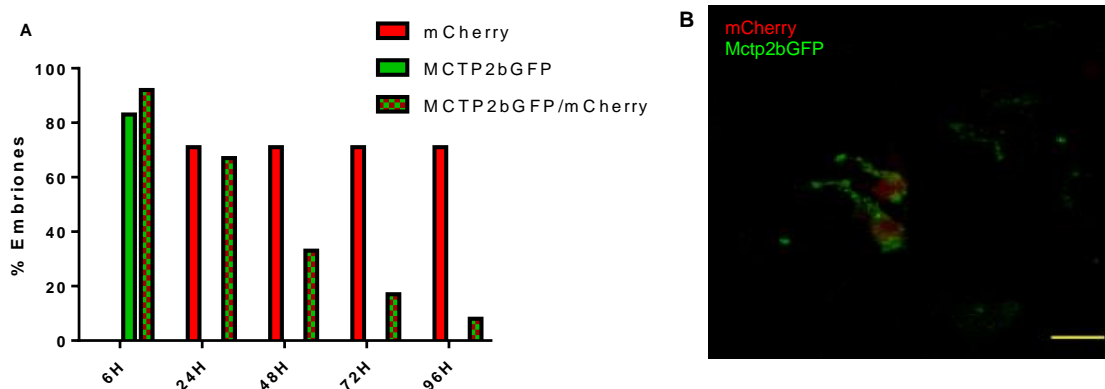 A
mCherry
MCTP2bGFP
MCTP2bGFP/mCherry
% Embriones
100
80
60
40
20
0
6H
24H
48H
72H
96H
B
mCherry
Mctp2bGFP